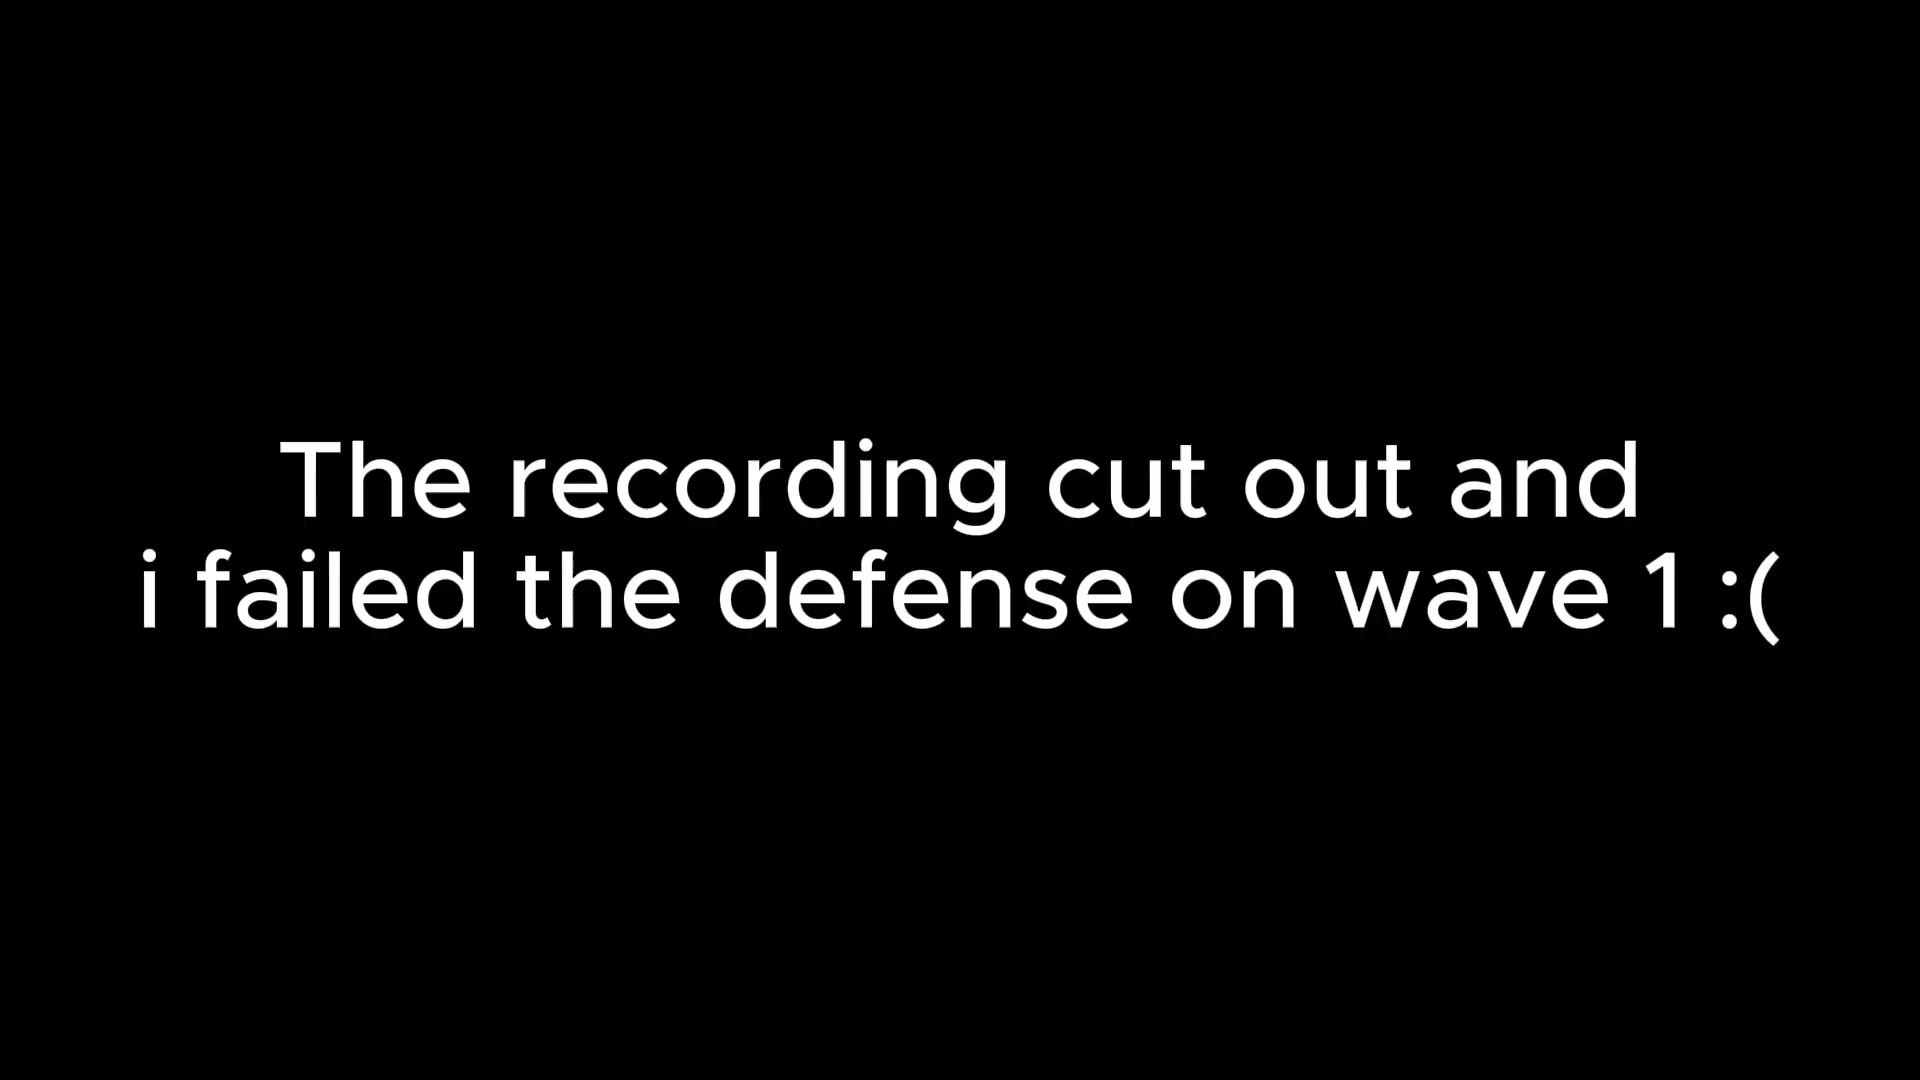 The recording cut out and
i failed the defense on wave 1 :(